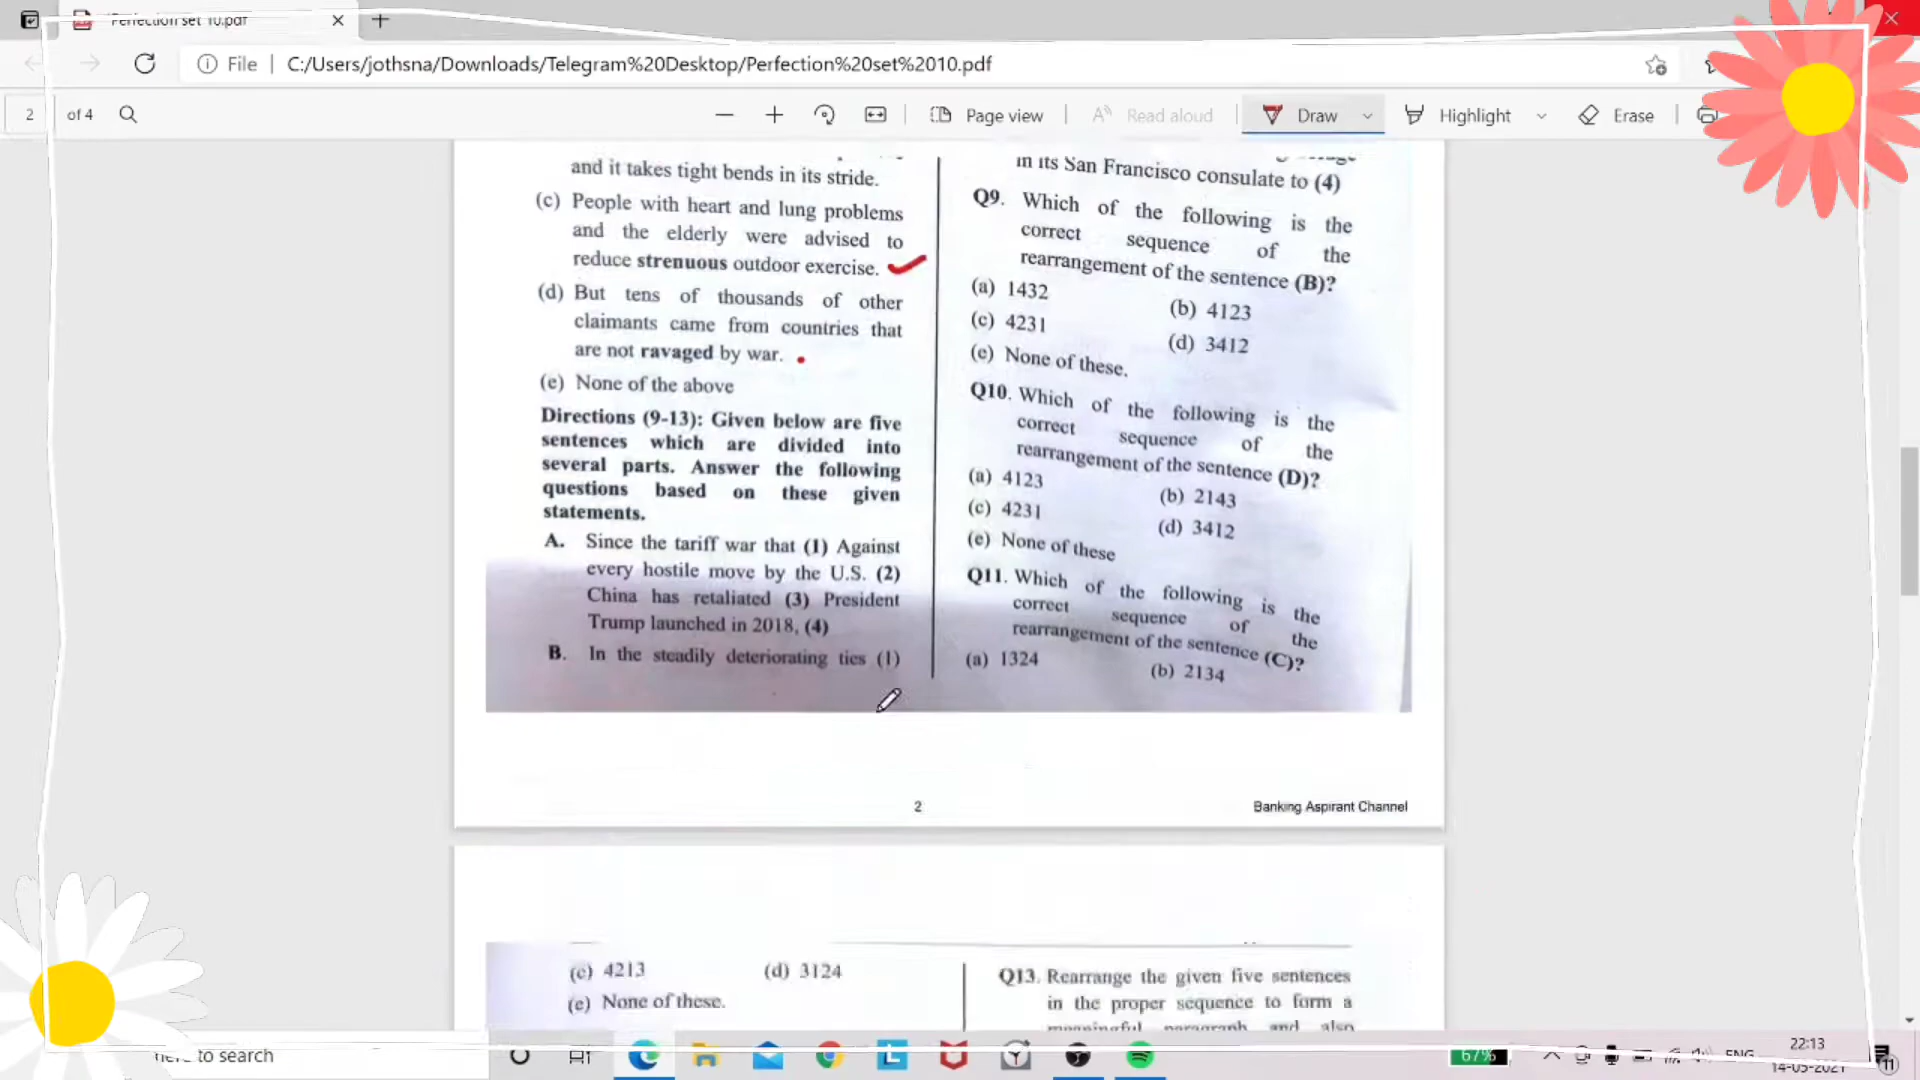 Perfection set 10.pdf
File
C:/Users/jothsna/Downloads/Telegram%20Desktop/Perfection%20set%2010.pdf
2 of 4
Page view
Read aloud
Draw
Highlight
Erase
and it takes tight bends in its stride.
(c) People with heart and lung problems
and the elderly were advised to
reduce strenuous outdoor exercise.
(d) But tens of thousands of other
claimants came from countries that
are not ravaged by war.
(e) None of the above
Directions (9-13): Given below are five
sentences which are divided into
several parts. Answer the following
questions based on these given
statements.
A. Since the tariff war that (1) Against
every hostile move by the U.S. (2)
China has retaliated (3) President
Trump launched in 2018, (4)
B. In the steadily deteriorating ties (1)
in its San Francisco consulate to (4)
Q9. Which of the following is the
correct sequence of the
rearrangement of the sentence (B)?
(a) 1432
(b) 4123
(c) 4231
(d) 3412
(e) None of these.
Q10. Which of the following is the
correct sequence of the
rearrangement of the sentence (D)?
(a) 4123
(b) 2143
(c) 4231
(d) 3412
(e) None of these
Q11. Which of the following is the
correct sequence of the
rearrangement of the sentence (C)?
(a) 1324
(b) 2134
2
Banking Aspirant Channel
(c) 4213
(d) 3124
(e) None of these.
Q13. Rearrange the given five sentences
in the proper sequence to form a
meaningful paragraph and also
here to search
67%
ENG
22:13
14-05-2021
11